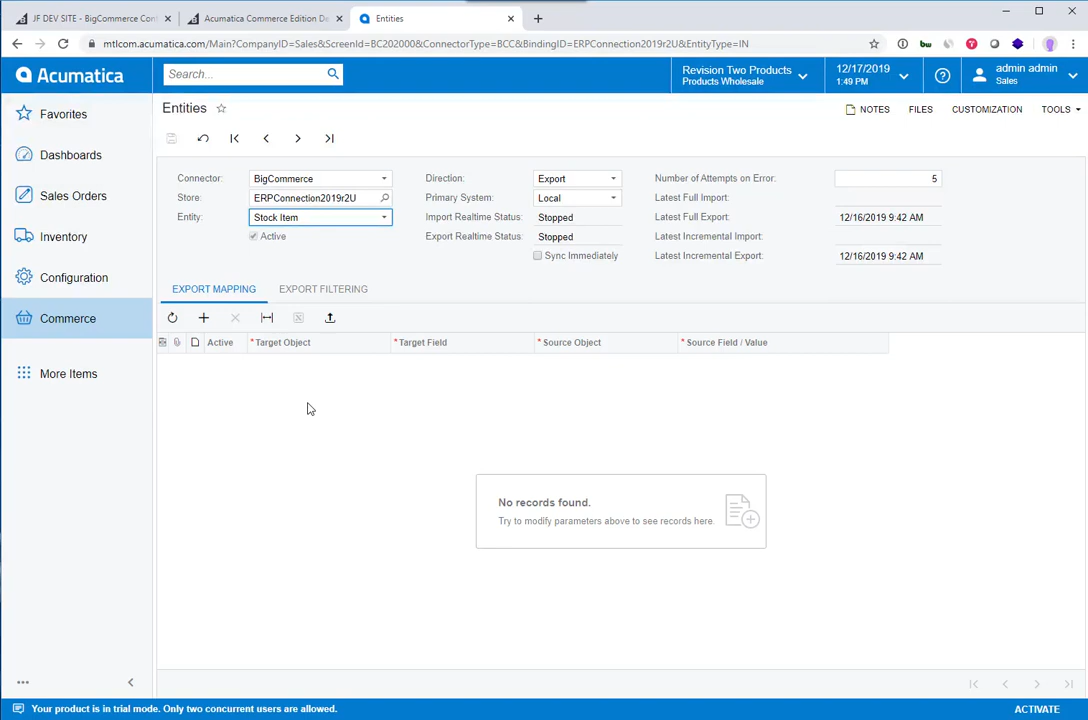 JF DEV SITE - BigCommerce Con
Acumatica Commerce Edition De
Entities
mtlcom.acumatica.com/Main?CompanyID=Sales&ScreenId=BC202000&ConnectorType=BCC&BindingID=ERPConnection2019r2U&EntityType=IN
Acumatica
Search...
Revision Two Products
Products Wholesale
12/17/2019
1:49 PM
admin admin
Sales
Favorites
Dashboards
Sales Orders
Inventory
Configuration
Commerce
More Items
Entities
NOTES FILES CUSTOMIZATION TOOLS
Connector: BigCommerce
Store: ERPConnection2019r2U
Entity: Stock Item
Active
Direction: Export
Primary System: Local
Import Realtime Status: Stopped
Export Realtime Status: Stopped
Sync Immediately
Number of Attempts on Error: 5
Latest Full Import:
Latest Full Export: 12/16/2019 9:42 AM
Latest Incremental Import:
Latest Incremental Export: 12/16/2019 9:42 AM
EXPORT MAPPING EXPORT FILTERING
Active * Target Object * Target Field * Source Object * Source Field / Value
No records found.
Try to modify parameters above to see records here.
Your product is in trial mode. Only two concurrent users are allowed.
ACTIVATE